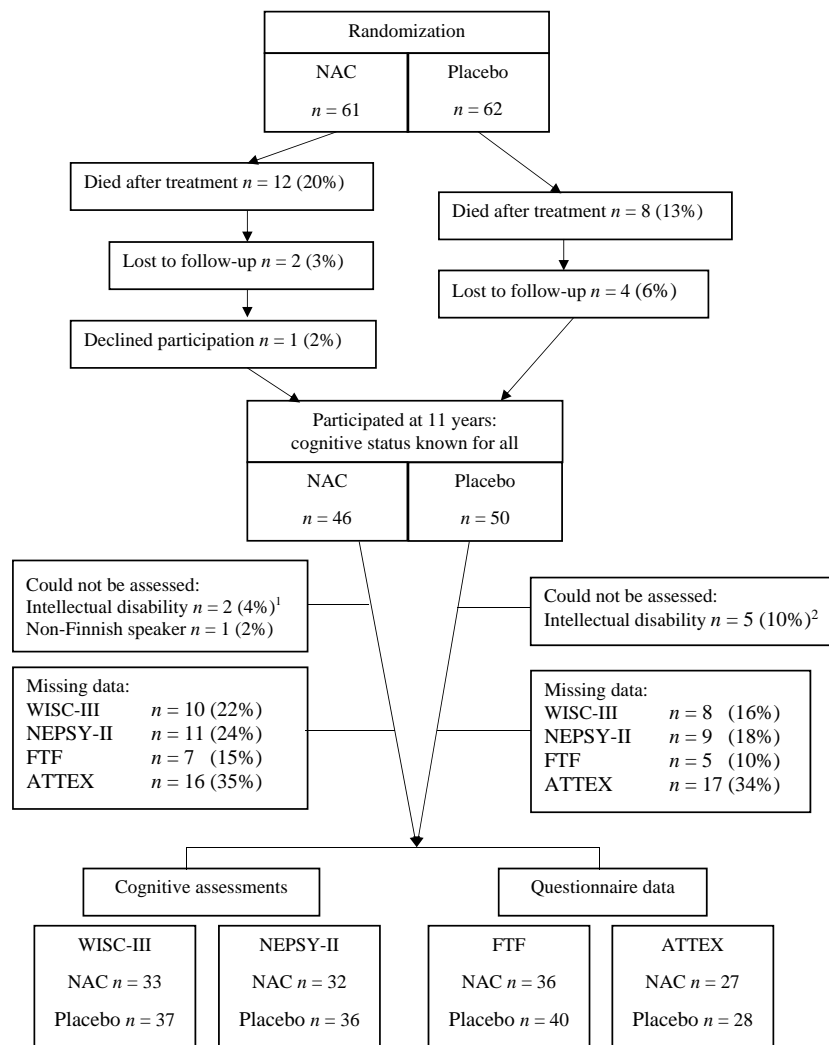 Randomization
NAC
n = 61
Placebo
n = 62
Died after treatment n = 12 (20%)
Died after treatment n = 8 (13%)
Lost to follow-up n = 2 (3%)
Lost to follow-up n = 4 (6%)
Declined participation n = 1 (2%)
Participated at 11 years:
cognitive status known for all
NAC
n = 46
Placebo
n = 50
Could not be assessed:
Intellectual disability n = 2 (4%)¹
Non-Finnish speaker n = 1 (2%)
Could not be assessed:
Intellectual disability n = 5 (10%)²
Missing data:
WISC-III n = 10 (22%)
NEPSY-II n = 11 (24%)
FTF n = 7 (15%)
ATTEX n = 16 (35%)
Missing data:
WISC-III n = 8 (16%)
NEPSY-II n = 9 (18%)
FTF n = 5 (10%)
ATTEX n = 17 (34%)
Cognitive assessments
Questionnaire data
WISC-III
NAC n = 33
Placebo n = 37
NEPSY-II
NAC n = 32
Placebo n = 36
FTF
NAC n = 36
Placebo n = 40
ATTEX
NAC n = 27
Placebo n = 28